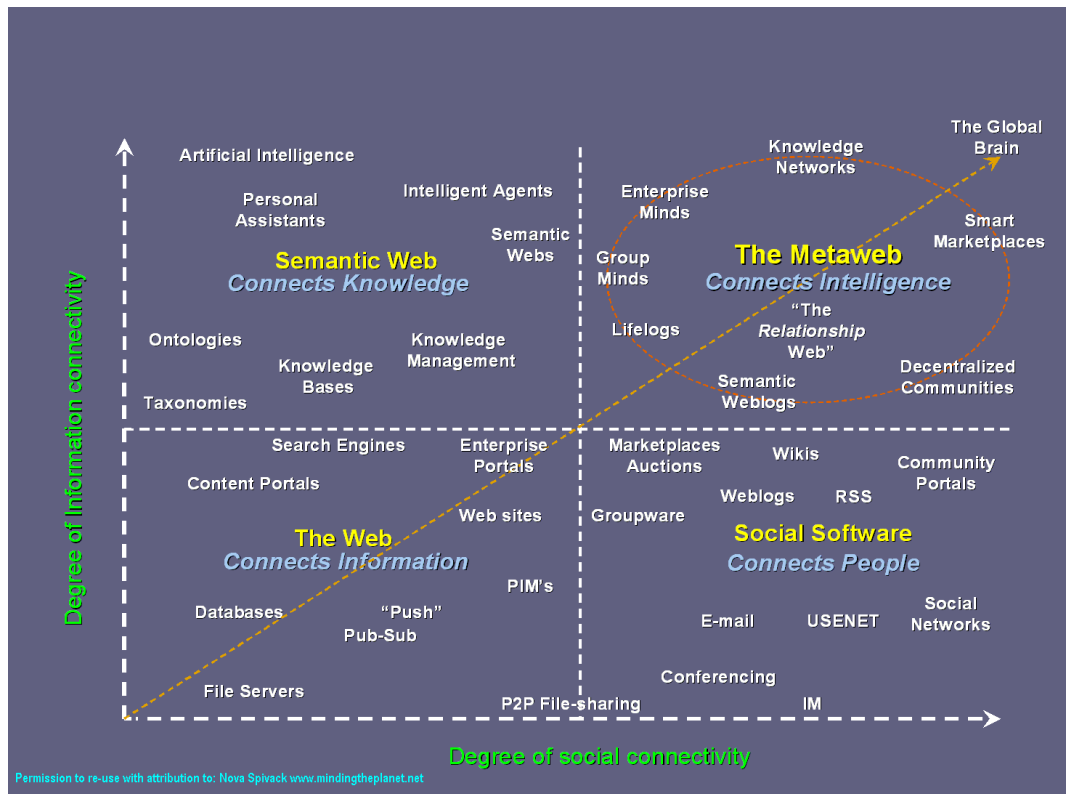 The Global
Brain
Knowledge
Networks
Artificial Intelligence
Intelligent Agents
Personal
Assistants
Enterprise
Minds
Smart
Marketplaces
Semantic
Webs
Semantic Web
Connects Knowledge
Group
Minds
The Metaweb
Connects Intelligence
“The
Relationship
Web”
Lifelogs
Ontologies
Knowledge
Management
Knowledge
Bases
Decentralized
Communities
Semantic
Weblogs
Taxonomies
Degree of Information connectivity
Search Engines
Enterprise
Portals
Marketplaces
Auctions
Wikis
Community
Portals
Content Portals
Weblogs
RSS
Web sites
Groupware
The Web
Connects Information
Social Software
Connects People
PIM's
Databases
“Push”
Pub-Sub
E-mail
USENET
Social
Networks
File Servers
Conferencing
P2P File-sharing
IM
Degree of social connectivity
Permission to re-use with attribution to: Nova Spivack www.mindingtheplanet.net